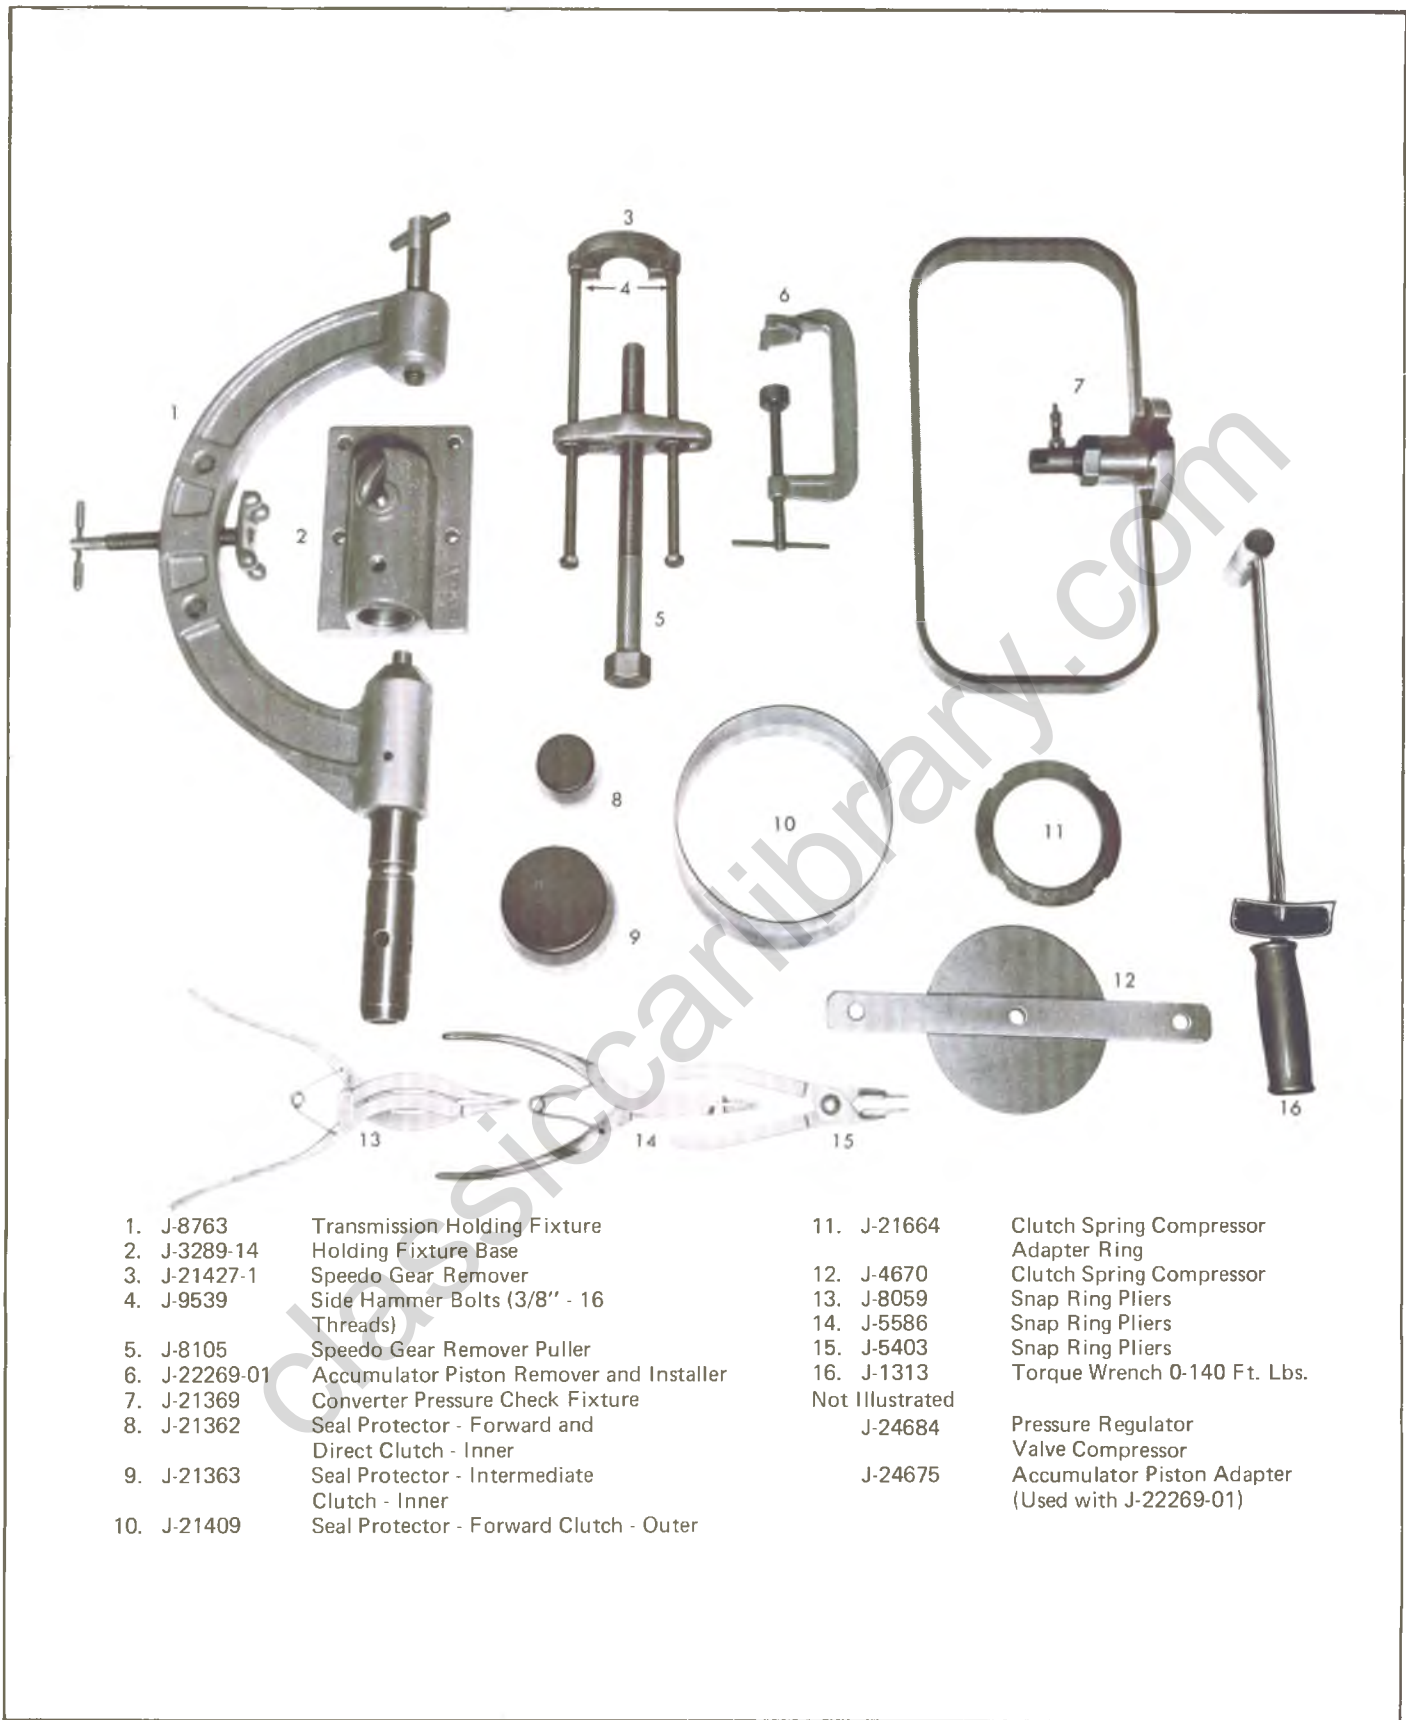 3
4
6
7
1
2
5
8
10
11
9
12
16
13
14
15
1. J-8763 Transmission Holding Fixture
2. J-3289-14 Holding Fixture Base
3. J-21427-1 Speedo Gear Remover
4. J-9539 Side Hammer Bolts (3/8" - 16
Threads)
5. J-8105 Speedo Gear Remover Puller
6. J-22269-01 Accumulator Piston Remover and Installer
7. J-21369 Converter Pressure Check Fixture
8. J-21362 Seal Protector - Forward and
Direct Clutch - Inner
9. J-21363 Seal Protector - Intermediate
Clutch - Inner
10. J-21409 Seal Protector - Forward Clutch - Outer
11. J-21664 Clutch Spring Compressor
Adapter Ring
12. J-4670 Clutch Spring Compressor
13. J-8059 Snap Ring Pliers
14. J-5586 Snap Ring Pliers
15. J-5403 Snap Ring Pliers
16. J-1313 Torque Wrench 0-140 Ft. Lbs.
Not Illustrated
J-24684 Pressure Regulator
Valve Compressor
J-24675 Accumulator Piston Adapter
(Used with J-22269-01)
classiccarlibrary.com